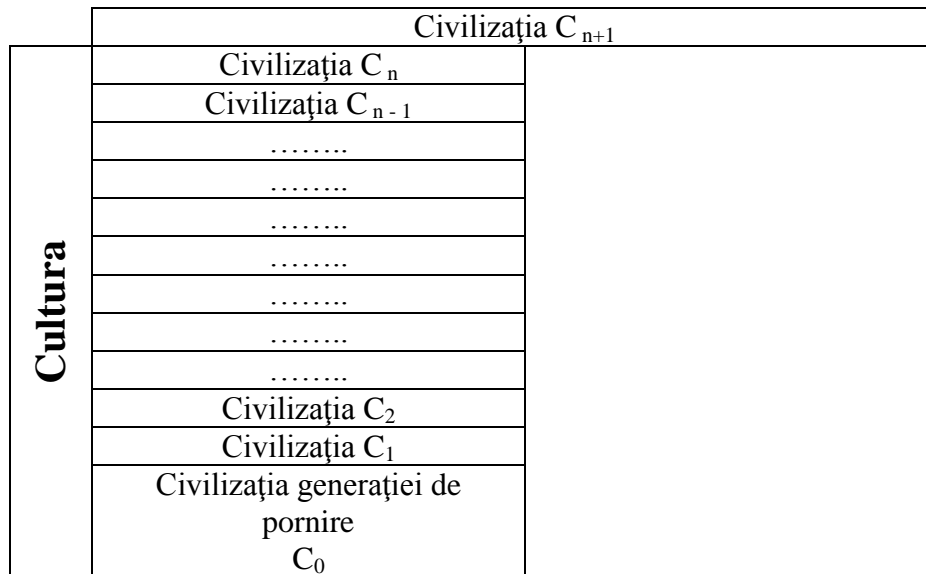 Civilizaţia C n+1
Civilizaţia C n
Civilizaţia C n - 1
……..
……..
……..
……..
……..
……..
……..
Cultura
Civilizaţia C2
Civilizaţia C1
Civilizaţia generaţiei de
pornire
C0